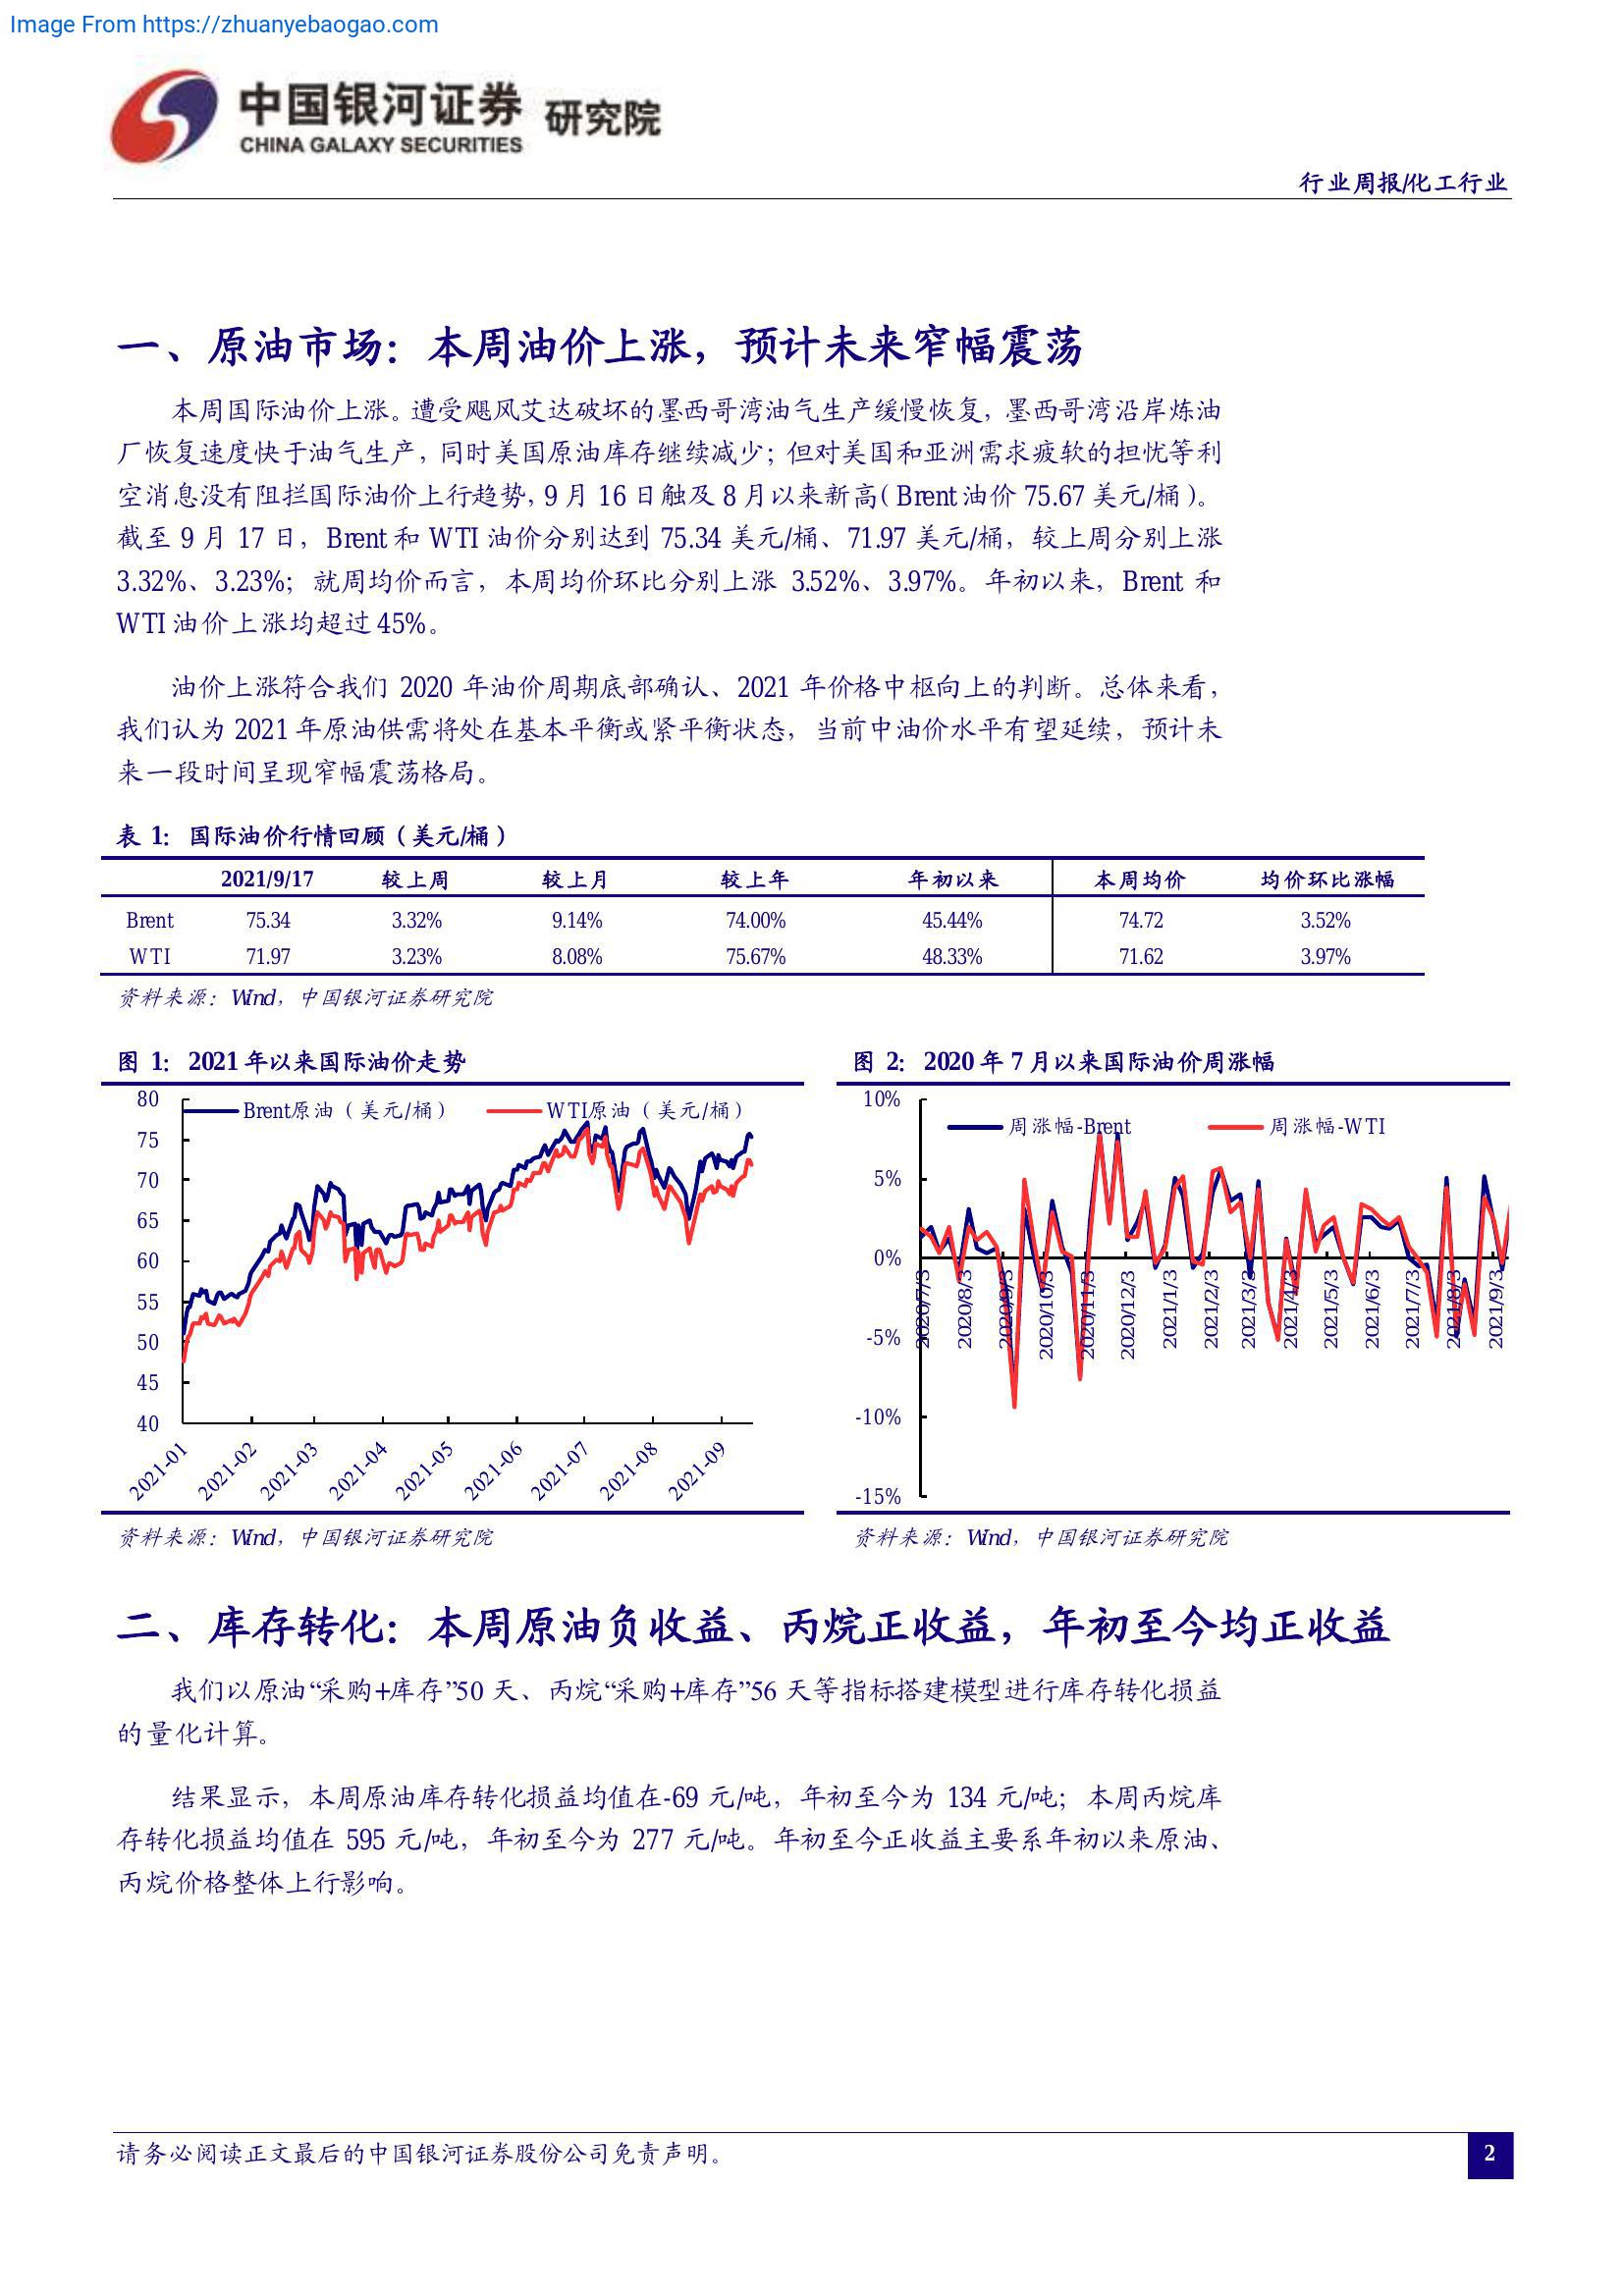 Image From https://zhuanyebaogao.com
中国银河证券 研究院
CHINA GALAXY SECURITIES
行业周报/化工行业
一、原油市场：本周油价上涨，预计未来窄幅震荡
本周国际油价上涨。遭受飓风艾达破坏的墨西哥湾油气生产缓慢恢复，墨西哥湾沿岸炼油
厂恢复速度快于油气生产，同时美国原油库存继续减少；但对美国和亚洲需求疲软的担忧等利
空消息没有阻拦国际油价上行趋势，9 月 16 日触及 8 月以来新高（Brent 油价 75.67 美元/桶）。
截至 9 月 17 日，Brent 和 WTI 油价分别达到 75.34 美元/桶、71.97 美元/桶，较上周分别上涨
3.32%、3.23%；就周均价而言，本周均价环比分别上涨 3.52%、3.97%。年初以来，Brent 和
WTI 油价上涨均超过 45%。
油价上涨符合我们 2020 年油价周期底部确认、2021 年价格中枢向上的判断。总体来看，
我们认为 2021 年原油供需将处在基本平衡或紧平衡状态，当前中油价水平有望延续，预计未
来一段时间呈现窄幅震荡格局。
表 1：国际油价行情回顾（美元/桶）
2021/9/17 较上周 较上月 较上年 年初以来 本周均价 均价环比涨幅
Brent 75.34 3.32% 9.14% 74.00% 45.44% 74.72 3.52%
WTI 71.97 3.23% 8.08% 75.67% 48.33% 71.62 3.97%
资料来源：Wind，中国银河证券研究院
图 1：2021 年以来国际油价走势
Brent原油（美元/桶） WTI原油（美元/桶）
80
75
70
65
60
55
50
45
40
2021-01 2021-02 2021-03 2021-04 2021-05 2021-06 2021-07 2021-08 2021-09
资料来源：Wind，中国银河证券研究院
图 2：2020 年 7 月以来国际油价周涨幅
周涨幅-Brent 周涨幅-WTI
10%
5%
0%
-5%
-10%
-15%
2020/7/3 2020/8/3 2020/9/3 2020/10/3 2020/11/3 2020/12/3 2021/1/3 2021/2/3 2021/3/3 2021/4/3 2021/5/3 2021/6/3 2021/7/3 2021/8/3 2021/9/3
资料来源：Wind，中国银河证券研究院
二、库存转化：本周原油负收益、丙烷正收益，年初至今均正收益
我们以原油“采购+库存”50 天、丙烷“采购+库存”56 天等指标搭建模型进行库存转化损益
的量化计算。
结果显示，本周原油库存转化损益均值在-69 元/吨，年初至今为 134 元/吨；本周丙烷库
存转化损益均值在 595 元/吨，年初至今为 277 元/吨。年初至今正收益主要系年初以来原油、
丙烷价格整体上行影响。
请务必阅读正文最后的中国银河证券股份公司免责声明。
2